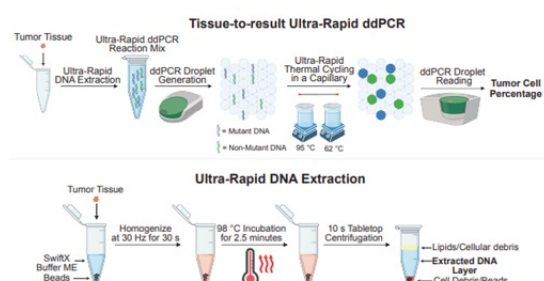 Tissue-to-result Ultra-Rapid ddPCR
Tumor Tissue
Ultra-Rapid ddPCR
Reaction Mix
Ultra-Rapid
DNA Extraction
ddPCR Droplet
Generation
Ultra-Rapid
Thermal Cycling
in a Capillary
ddPCR Droplet
Reading
Tumor Cell
Percentage
= Mutant DNA
= Non-Mutant DNA
95 °C
62 °C
Ultra-Rapid DNA Extraction
Tumor Tissue
Homogenize
at 30 Hz for 30 s
98 °C Incubation
for 2.5 minutes
10 s Tabletop
Centrifugation
SwiftX
Buffer ME
Beads
Lipids/Cellular debris
Extracted DNA
Layer
Cell Debris/Beads